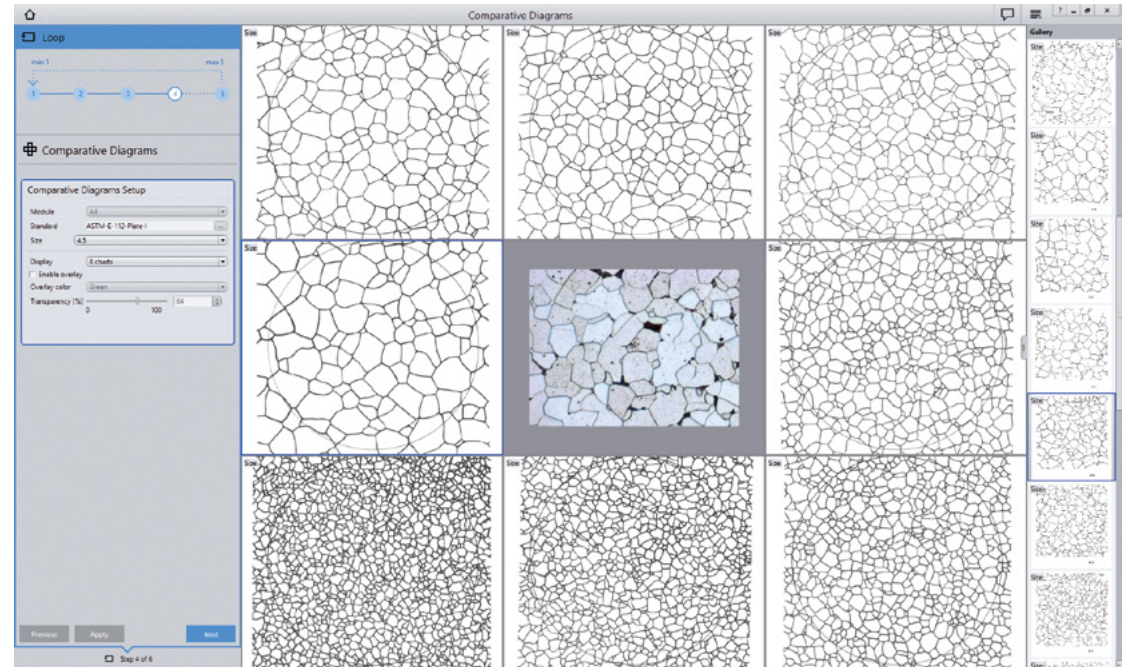 Comparative Diagrams
?
Loop
min 1
max 5
1 2 3 4 5
Comparative Diagrams
Comparative Diagrams Setup
Module
Standard ASTM-E-112-Plate-I ...
Size 4.5
Display 8 charts
Enable overlay
Overlay color Green
Transparency (%) 64
0 100
Previous Apply Next
Step 4 of 6
Size Size Size
Size Size
Size Size Size
Gallery
Size
Size
Size
Size
Size
Size
Size